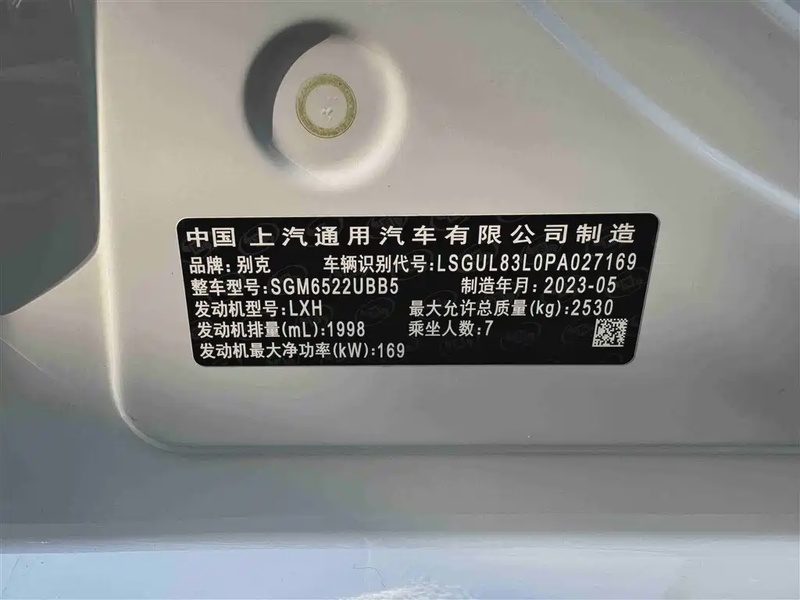 中国 上汽通用汽车有限公司制造
品牌: 别克 车辆识别代号:LSGUL83L0PA027169
整车型号:SGM6522UBB5 制造年月:2023-05
发动机型号:LXH 最大允许总质量(kg):2530
发动机排量(mL):1998 乘坐人数:7
发动机最大净功率(kW):169